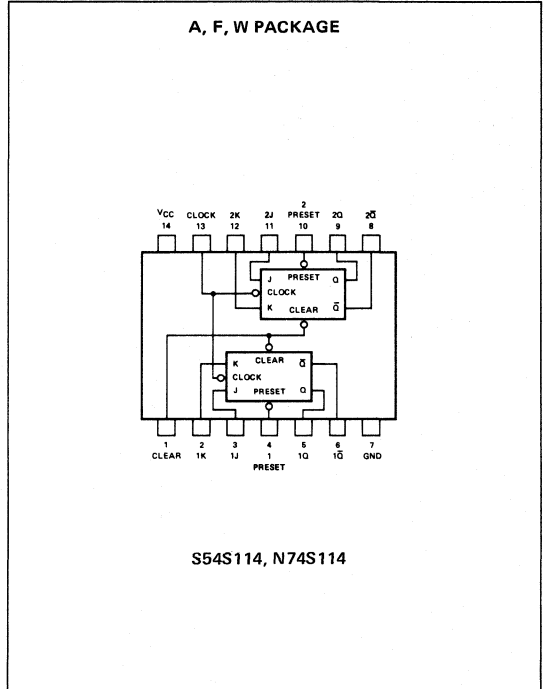 A, F, W PACKAGE
VCC CLOCK 2K 2J 2 PRESET 2Q 2Q̅
14 13 12 11 10 9 8
J PRESET Q
CLOCK
K CLEAR Q̅
K CLEAR Q̅
CLOCK
J PRESET Q
1 2 3 4 5 6 7
CLEAR 1K 1J 1 PRESET 1Q 1Q̅ GND
S54S114, N74S114